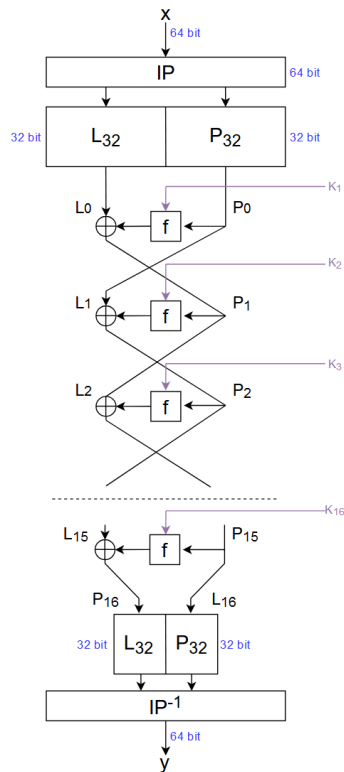 x
64 bit
IP
64 bit
32 bit
L32
P32
32 bit
K1
L0
f
P0
K2
L1
f
P1
K3
L2
f
P2
K16
L15
f
P15
P16
L16
32 bit
L32
P32
32 bit
IP-1
64 bit
y